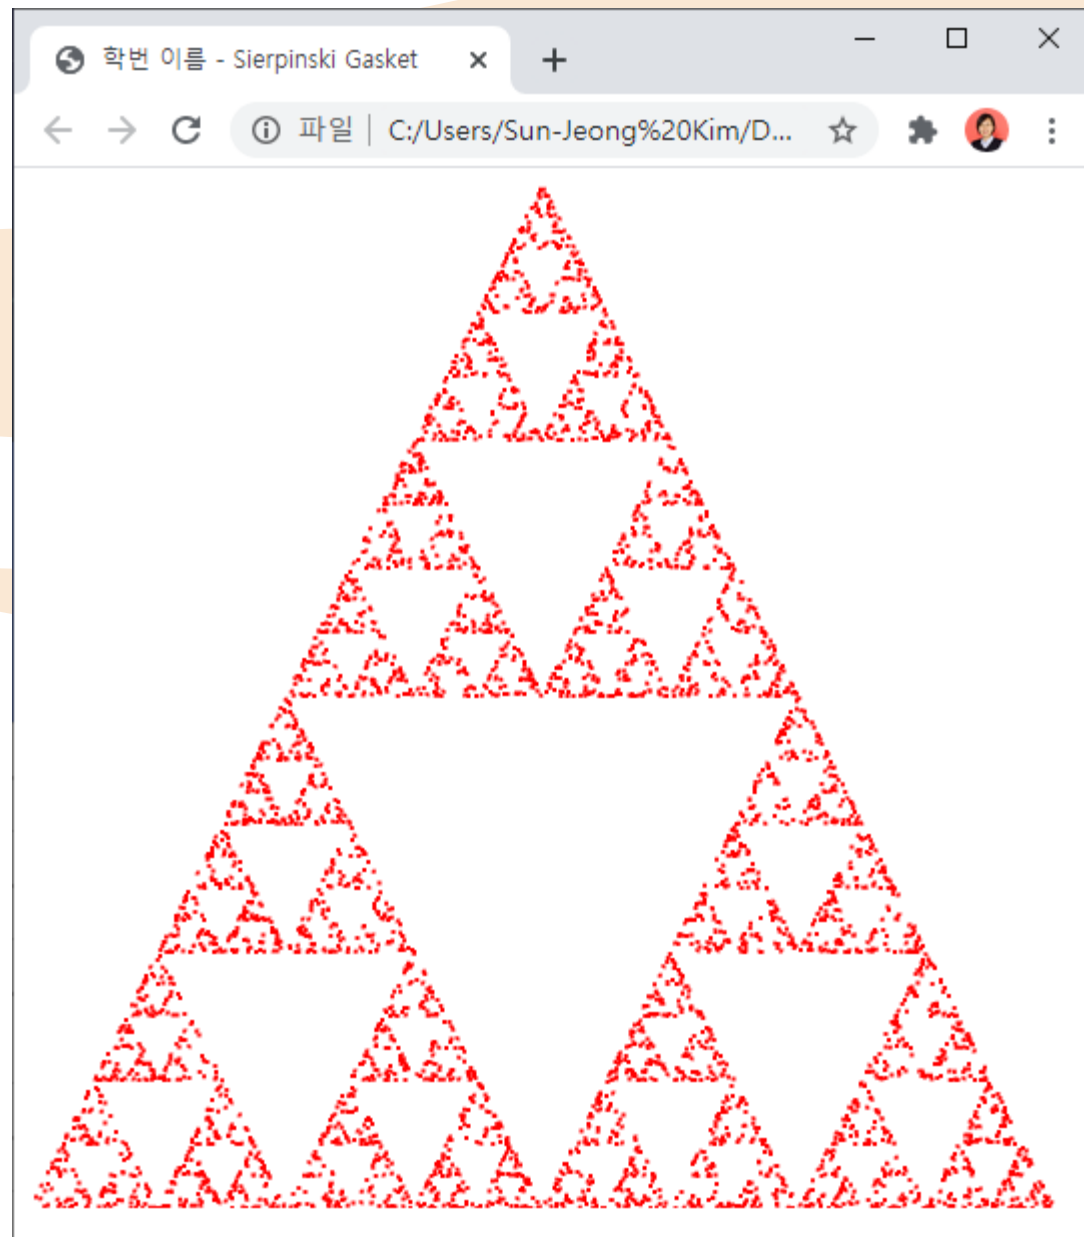 학번 이름 - Sierpinski Gasket
파일 | C:/Users/Sun-Jeong%20Kim/D...